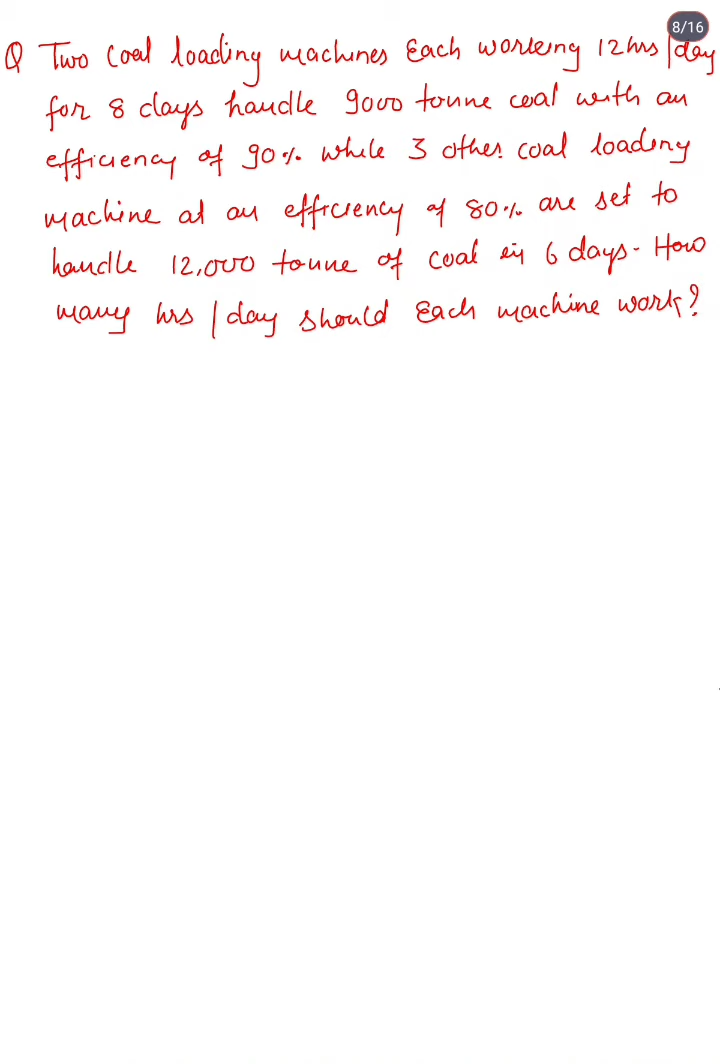 8/16
Q Two coal loading machines Each working 12hrs/day
for 8 days handle 9000 tonne coal with an
efficiency of 90% while 3 other coal loading
machine at an efficiency of 80% are set to
handle 12,000 tonne of coal in 6 days. How
many hrs/day should Each machine work?